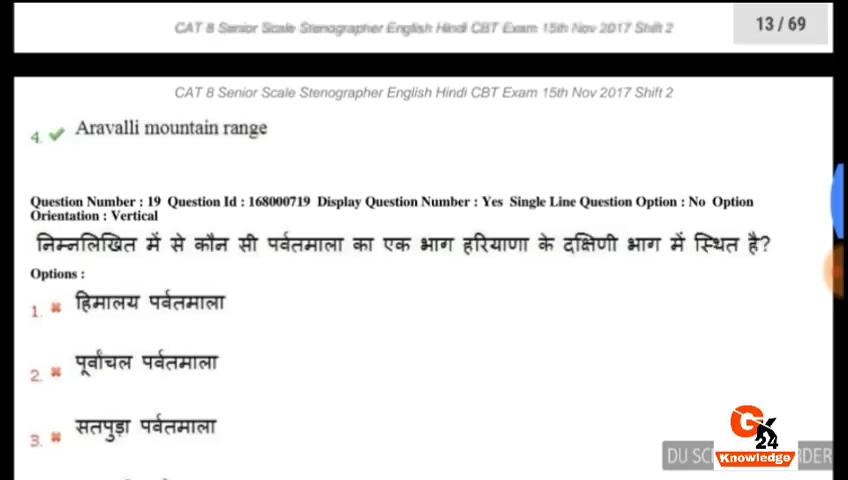 CAT 8 Senior Scale Stenographer English Hindi CBT Exam 15th Nov 2017 Shift 2
13 / 69
CAT 8 Senior Scale Stenographer English Hindi CBT Exam 15th Nov 2017 Shift 2
4. Aravalli mountain range
Question Number : 19 Question Id : 168000719 Display Question Number : Yes Single Line Question Option : No Option
Orientation : Vertical
निम्नलिखित में से कौन सी पर्वतमाला का एक भाग हरियाणा के दक्षिणी भाग में स्थित है?
Options :
1. हिमालय पर्वतमाला
2. पूर्वांचल पर्वतमाला
3. सतपुड़ा पर्वतमाला
GK
24
Knowledge
DU